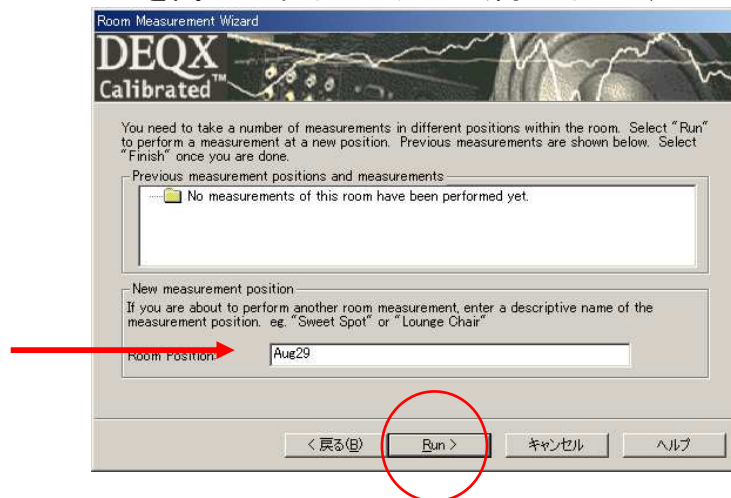 Room Measurement Wizard
DEQX
Calibrated™
You need to take a number of measurements in different positions within the room. Select "Run"
to perform a measurement at a new position. Previous measurements are shown below. Select
"Finish" once you are done.
Previous measurement positions and measurements
No measurements of this room have been performed yet.
New measurement position
If you are about to perform another room measurement, enter a descriptive name of the
measurement position. eg. "Sweet Spot" or "Lounge Chair"
Room Position: Aug29
< 戻る(B) Run > キャンセル ヘルプ